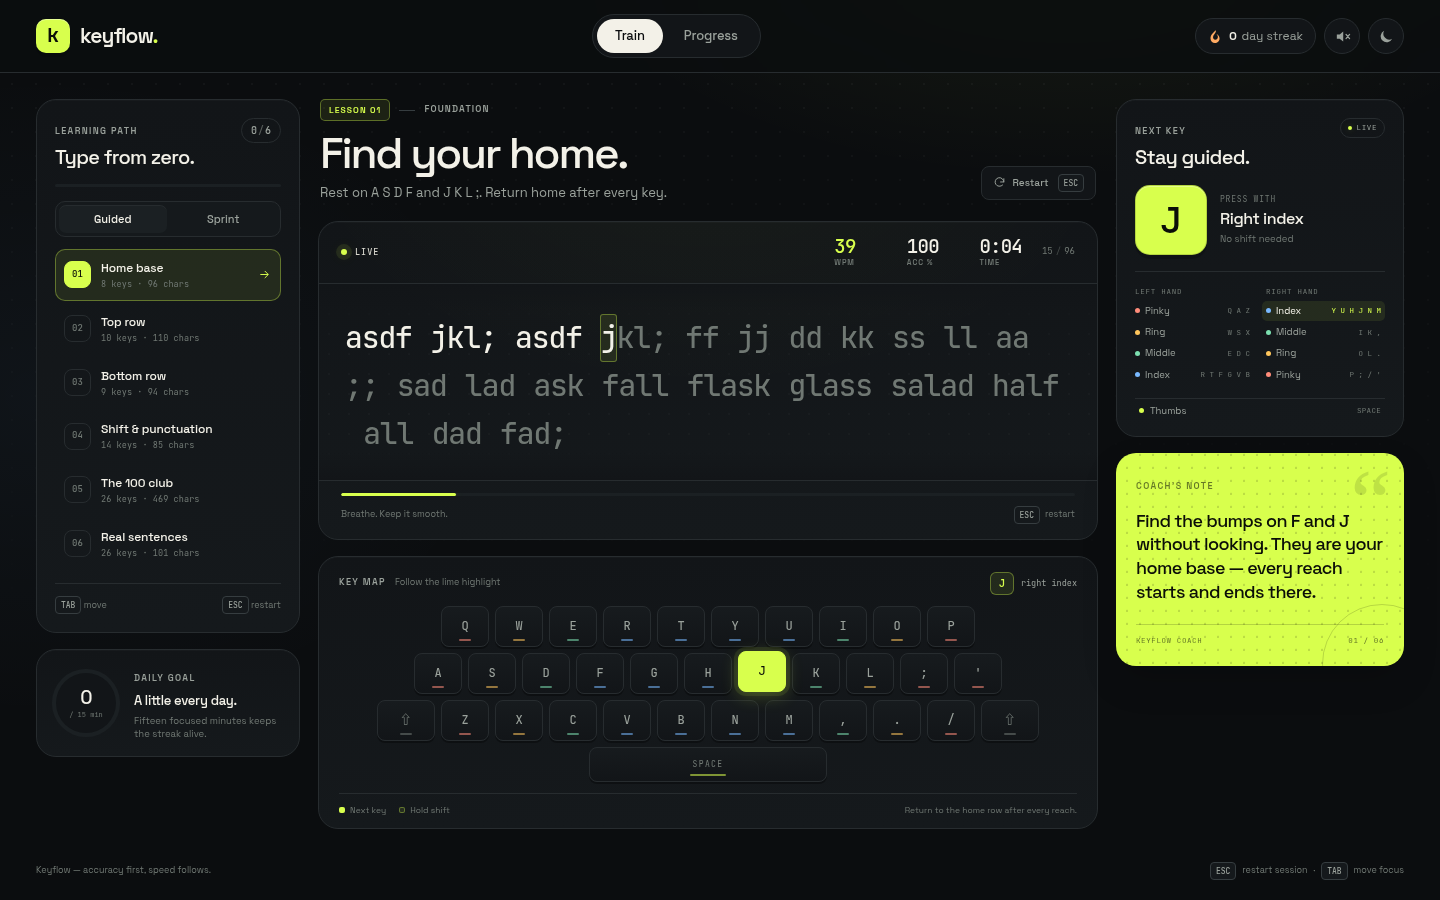 k keyflow.
Train Progress
0 day streak
LEARNING PATH 0/6
Type from zero.
Guided Sprint
01 Home base →
8 keys · 96 chars
02 Top row
10 keys · 110 chars
03 Bottom row
9 keys · 94 chars
04 Shift & punctuation
14 keys · 85 chars
05 The 100 club
26 keys · 469 chars
06 Real sentences
26 keys · 101 chars
TAB move ESC restart
0
/ 15 min
DAILY GOAL
A little every day.
Fifteen focused minutes keeps
the streak alive.
LESSON 01 — FOUNDATION
Find your home.
Rest on A S D F and J K L ;. Return home after every key.
Restart ESC
LIVE
39
WPM
100
ACC %
0:04
TIME
15 / 96
asdf jkl; asdf jkl; ff jj dd kk ss ll aa
;; sad lad ask fall flask glass salad half
all dad fad;
Breathe. Keep it smooth.
ESC restart
KEY MAP Follow the lime highlight
J right index
Q W E R T Y U I O P
A S D F G H J K L ; '
⇧ Z X C V B N M , . / ⇧
SPACE
Next key Hold shift
Return to the home row after every reach.
NEXT KEY LIVE
Stay guided.
J
PRESS WITH
Right index
No shift needed
LEFT HAND
Pinky Q A Z
Ring W S X
Middle E D C
Index R T F G V B
RIGHT HAND
Index Y U H J N M
Middle I K ,
Ring O L .
Pinky P ; / '
Thumbs SPACE
COACH'S NOTE “
Find the bumps on F and J
without looking. They are your
home base — every reach
starts and ends there.
KEYFLOW COACH 01 / 06
Keyflow — accuracy first, speed follows.
ESC restart session · TAB move focus